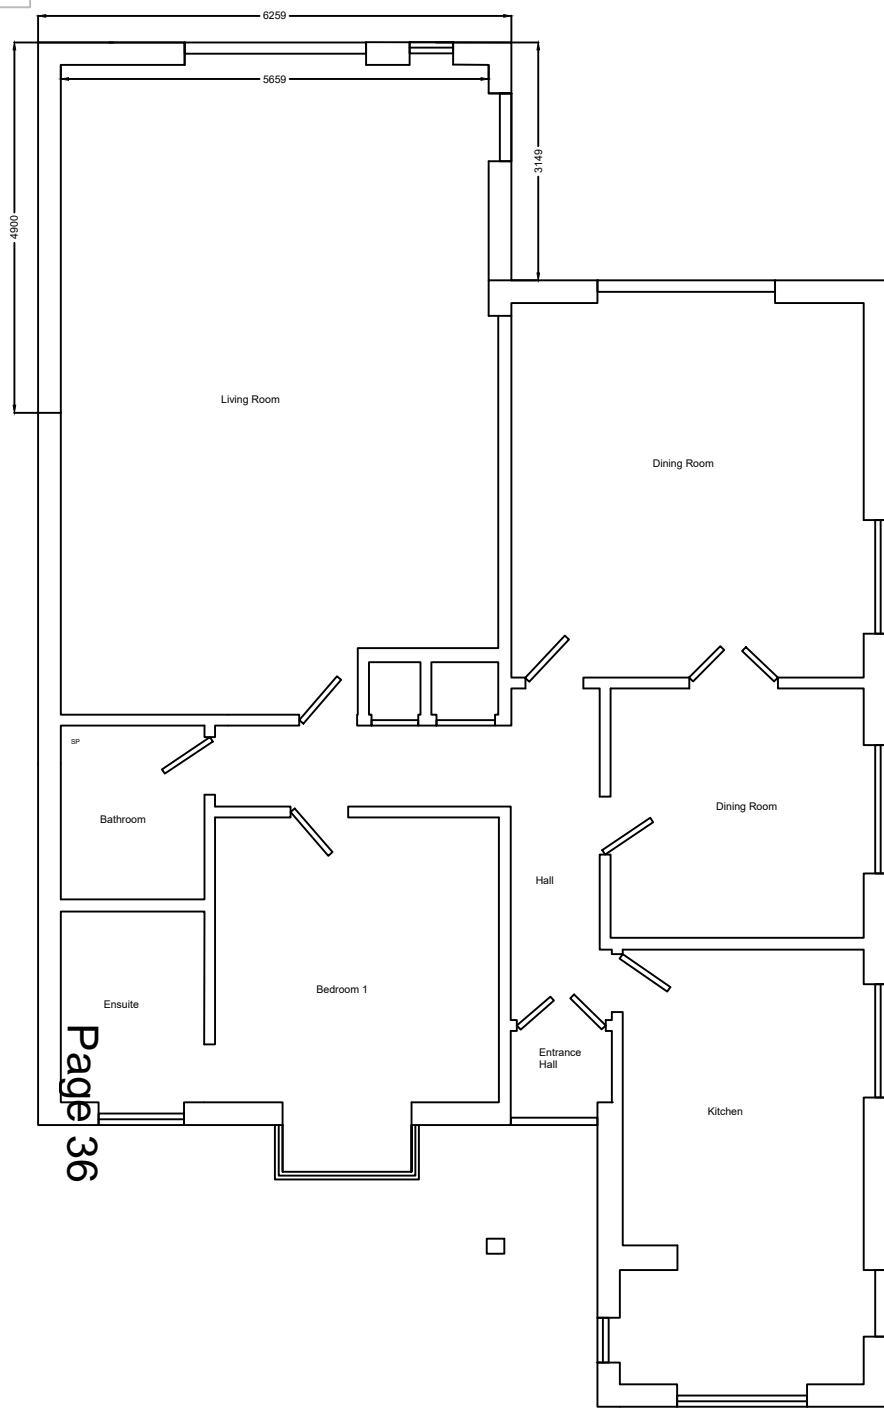 6259
5659
3149
4900
Living Room
Dining Room
SP
Bathroom
Dining Room
Hall
Bedroom 1
Ensuite
Entrance
Hall
Kitchen
Page 36